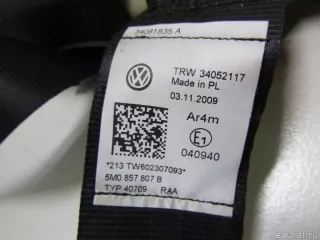 34081835 A
TRW 34052117
Made in PL
03.11.2009
Ar4m
E1
040940
*213 TW602307093*
5M0 857 807 B
TYP 40709 RAA